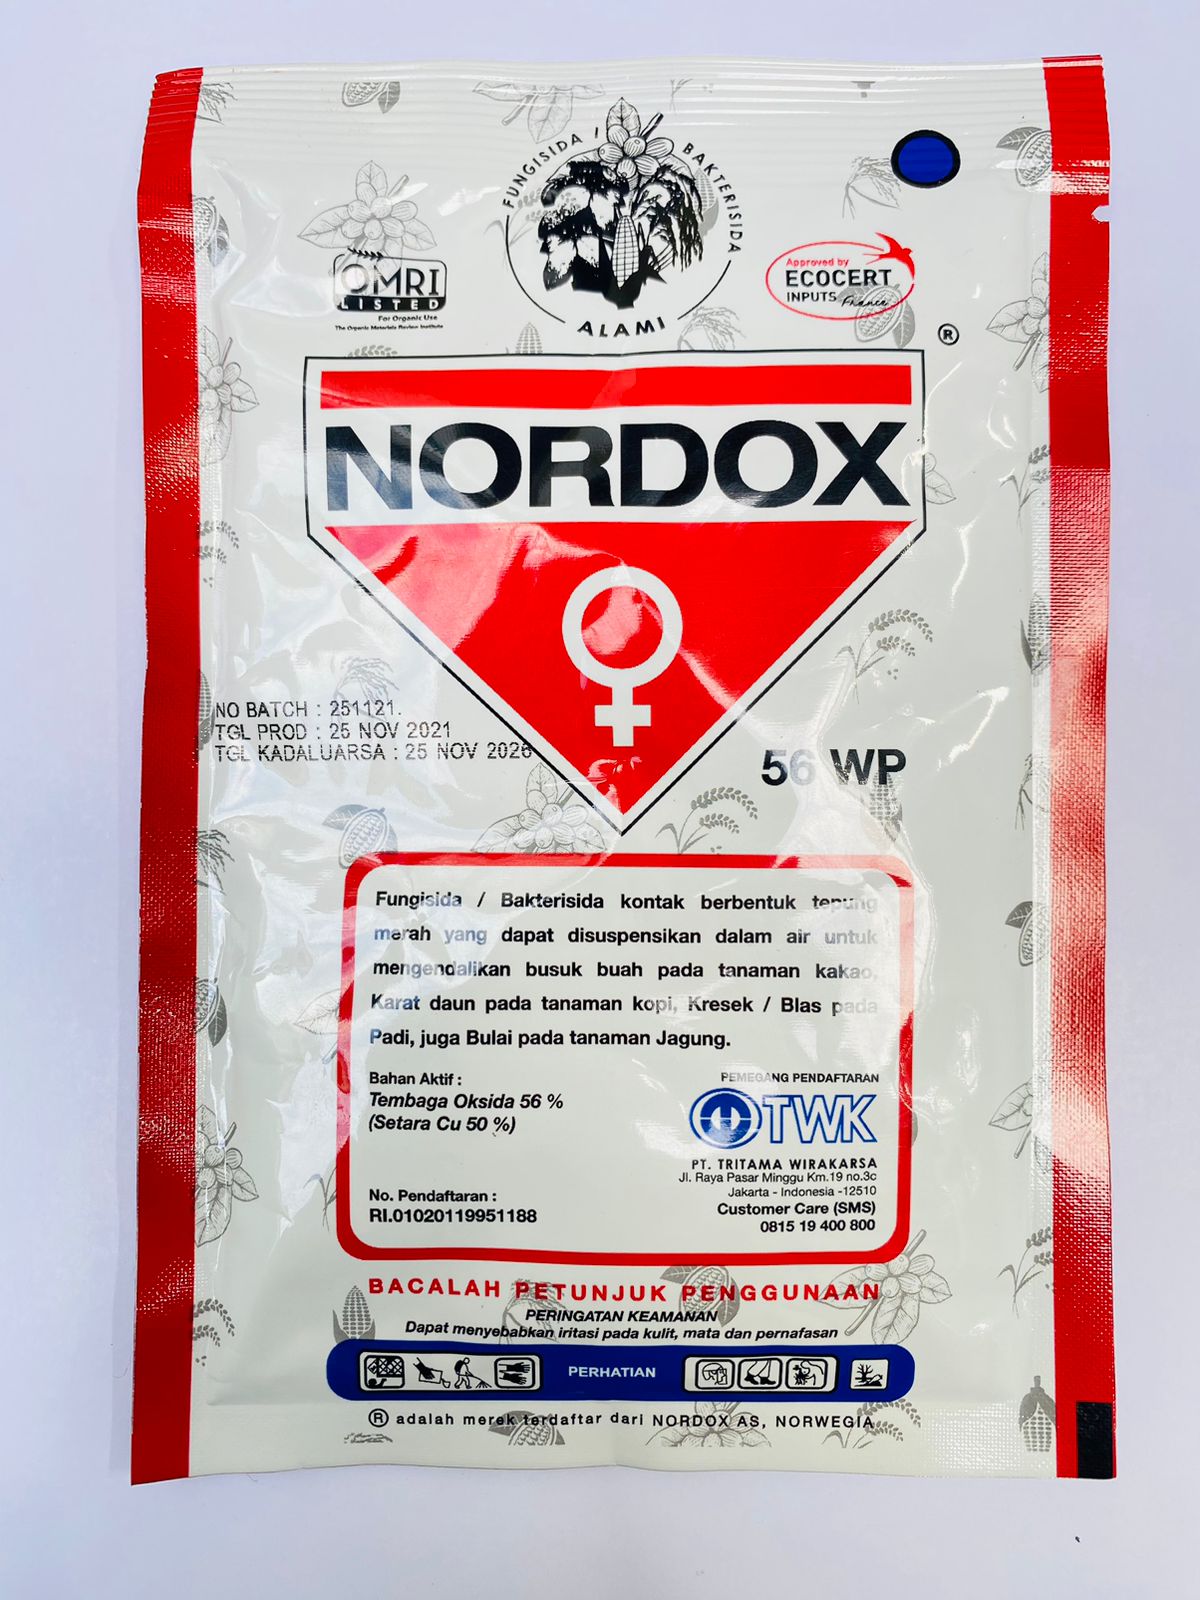 FUNGISIDA / BAKTERISIDA
ALAMI
OMRI
LISTED
For Organic Use
The Organic Materials Review Institute
Approved by
ECOCERT
INPUTS France
®
NORDOX
NO BATCH : 251121.
TGL PROD : 25 NOV 2021
TGL KADALUARSA : 25 NOV 2026
56 WP
Fungisida / Bakterisida kontak berbentuk tepung
merah yang dapat disuspensikan dalam air untuk
mengendalikan busuk buah pada tanaman kakao,
Karat daun pada tanaman kopi, Kresek / Blas pada
Padi, juga Bulai pada tanaman Jagung.
Bahan Aktif :
Tembaga Oksida 56 %
(Setara Cu 50 %)
No. Pendaftaran :
RI.01020119951188
PEMEGANG PENDAFTARAN
TWK
PT. TRITAMA WIRAKARSA
Jl. Raya Pasar Minggu Km.19 no.3c
Jakarta - Indonesia -12510
Customer Care (SMS)
0815 19 400 800
BACALAH PETUNJUK PENGGUNAAN
PERINGATAN KEAMANAN
Dapat menyebabkan iritasi pada kulit, mata dan pernafasan
PERHATIAN
® adalah merek terdaftar dari NORDOX AS, NORWEGIA